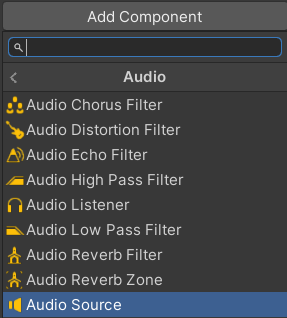 Add Component
Audio
Audio Chorus Filter
Audio Distortion Filter
Audio Echo Filter
Audio High Pass Filter
Audio Listener
Audio Low Pass Filter
Audio Reverb Filter
Audio Reverb Zone
Audio Source